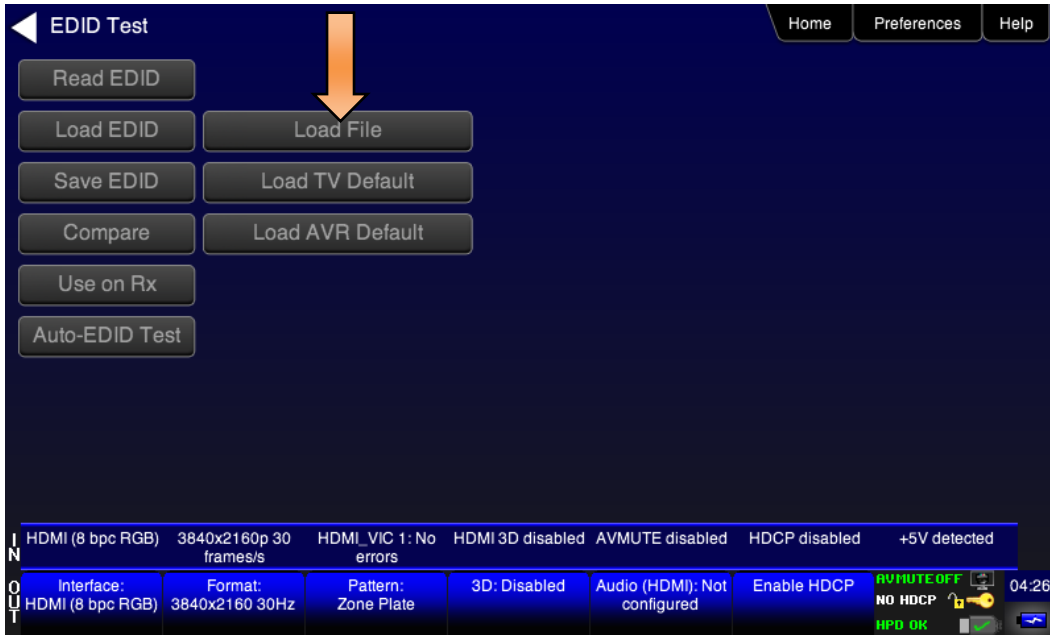 EDID Test
Home
Preferences
Help
Read EDID
Load EDID
Load File
Save EDID
Load TV Default
Compare
Load AVR Default
Use on Rx
Auto-EDID Test
IN
HDMI (8 bpc RGB)
3840x2160p 30
frames/s
HDMI_VIC 1: No
errors
HDMI 3D disabled
AVMUTE disabled
HDCP disabled
+5V detected
OUT
Interface:
HDMI (8 bpc RGB)
Format:
3840x2160 30Hz
Pattern:
Zone Plate
3D: Disabled
Audio (HDMI): Not
configured
Enable HDCP
AVMUTEOFF
NO HDCP
HPD OK
04:26